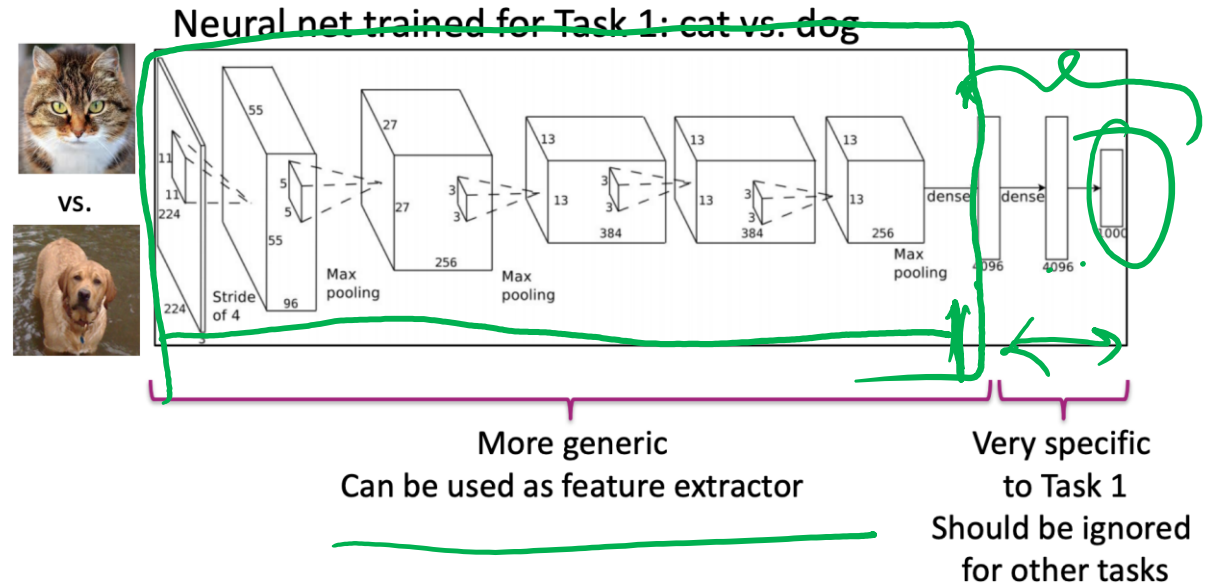 Neural net trained for Task 1: cat vs. dog
vs.
11
11
224
224
3
Stride
of 4
55
55
96
5
5
Max
pooling
27
27
256
3
3
Max
pooling
13
13
384
3
3
13
13
384
3
3
13
13
256
Max
pooling
dense
4096
dense
4096
1000
More generic
Can be used as feature extractor
Very specific
to Task 1
Should be ignored
for other tasks